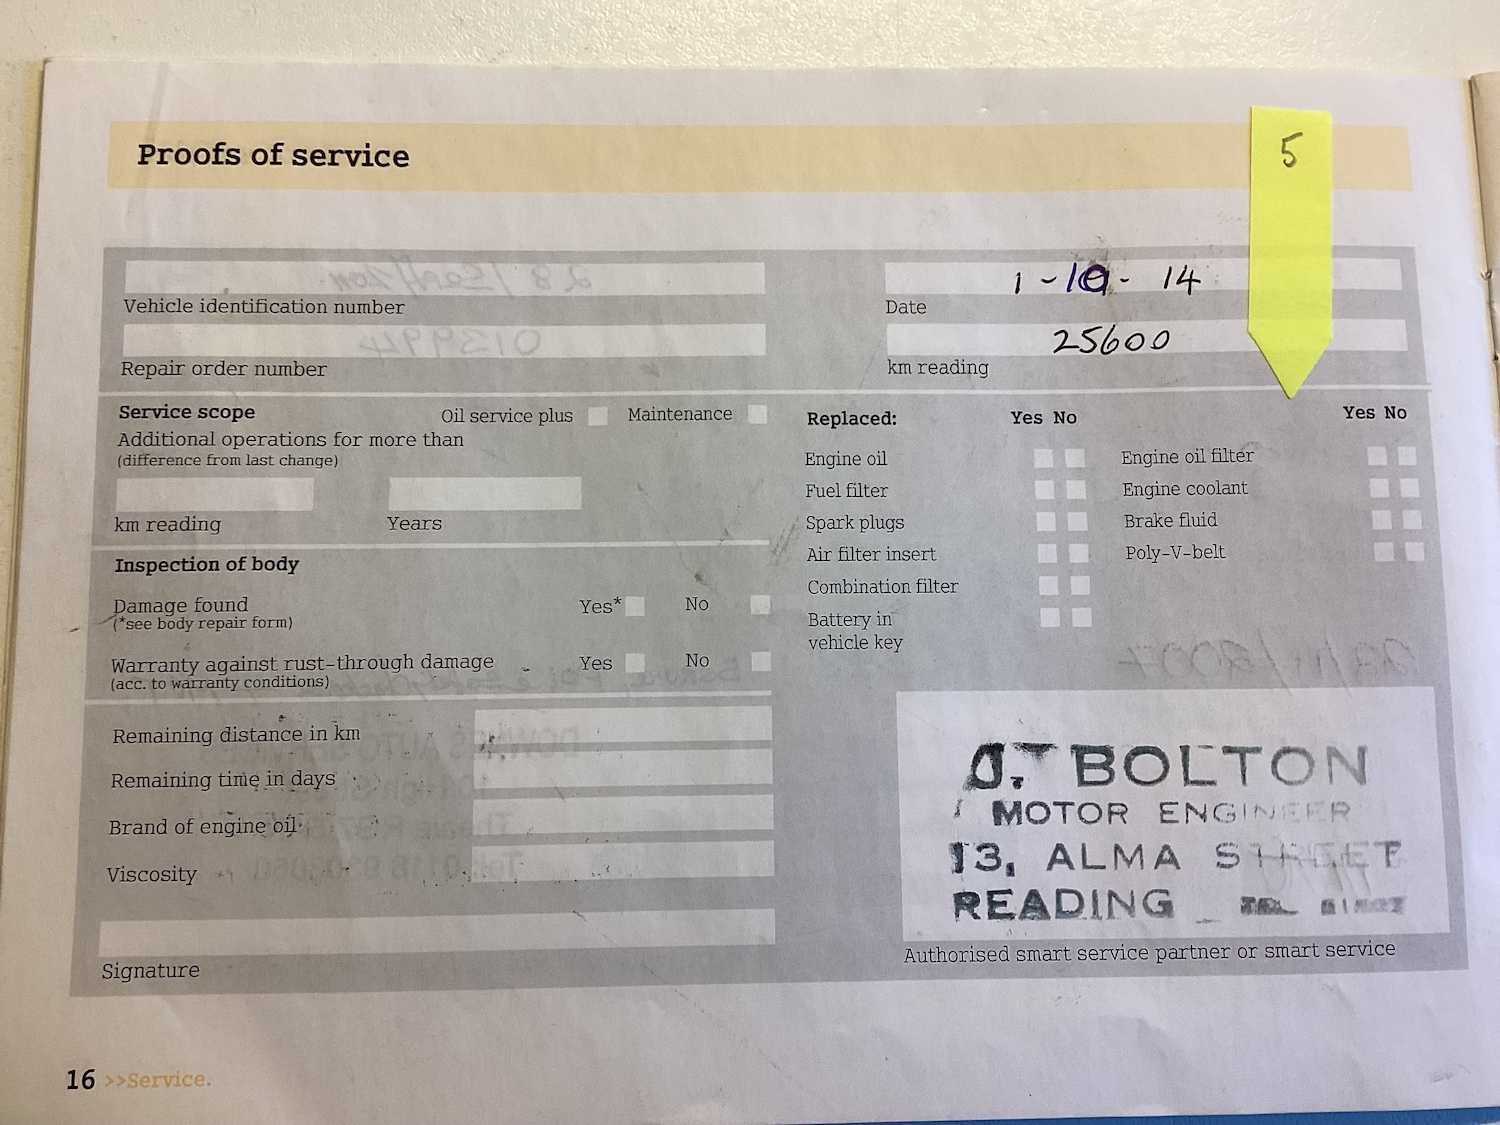 5
Proofs of service
Vehicle identification number
1 - 10 - 14
Date
Repair order number
25600
km reading
Service scope
Oil service plus
Maintenance
Additional operations for more than
(difference from last change)
km reading
Years
Replaced:
Yes No
Yes No
Engine oil
Engine oil filter
Fuel filter
Engine coolant
Spark plugs
Brake fluid
Air filter insert
Poly-V-belt
Combination filter
Battery in
vehicle key
Inspection of body
Damage found
Yes*
No
(*see body repair form)
Warranty against rust-through damage
Yes
No
(acc. to warranty conditions)
Remaining distance in km
Remaining time in days
Brand of engine oil
Viscosity
Signature
J. BOLTON
MOTOR ENGINEER
13, ALMA STREET
READING
Authorised smart service partner or smart service
16 >>Service.